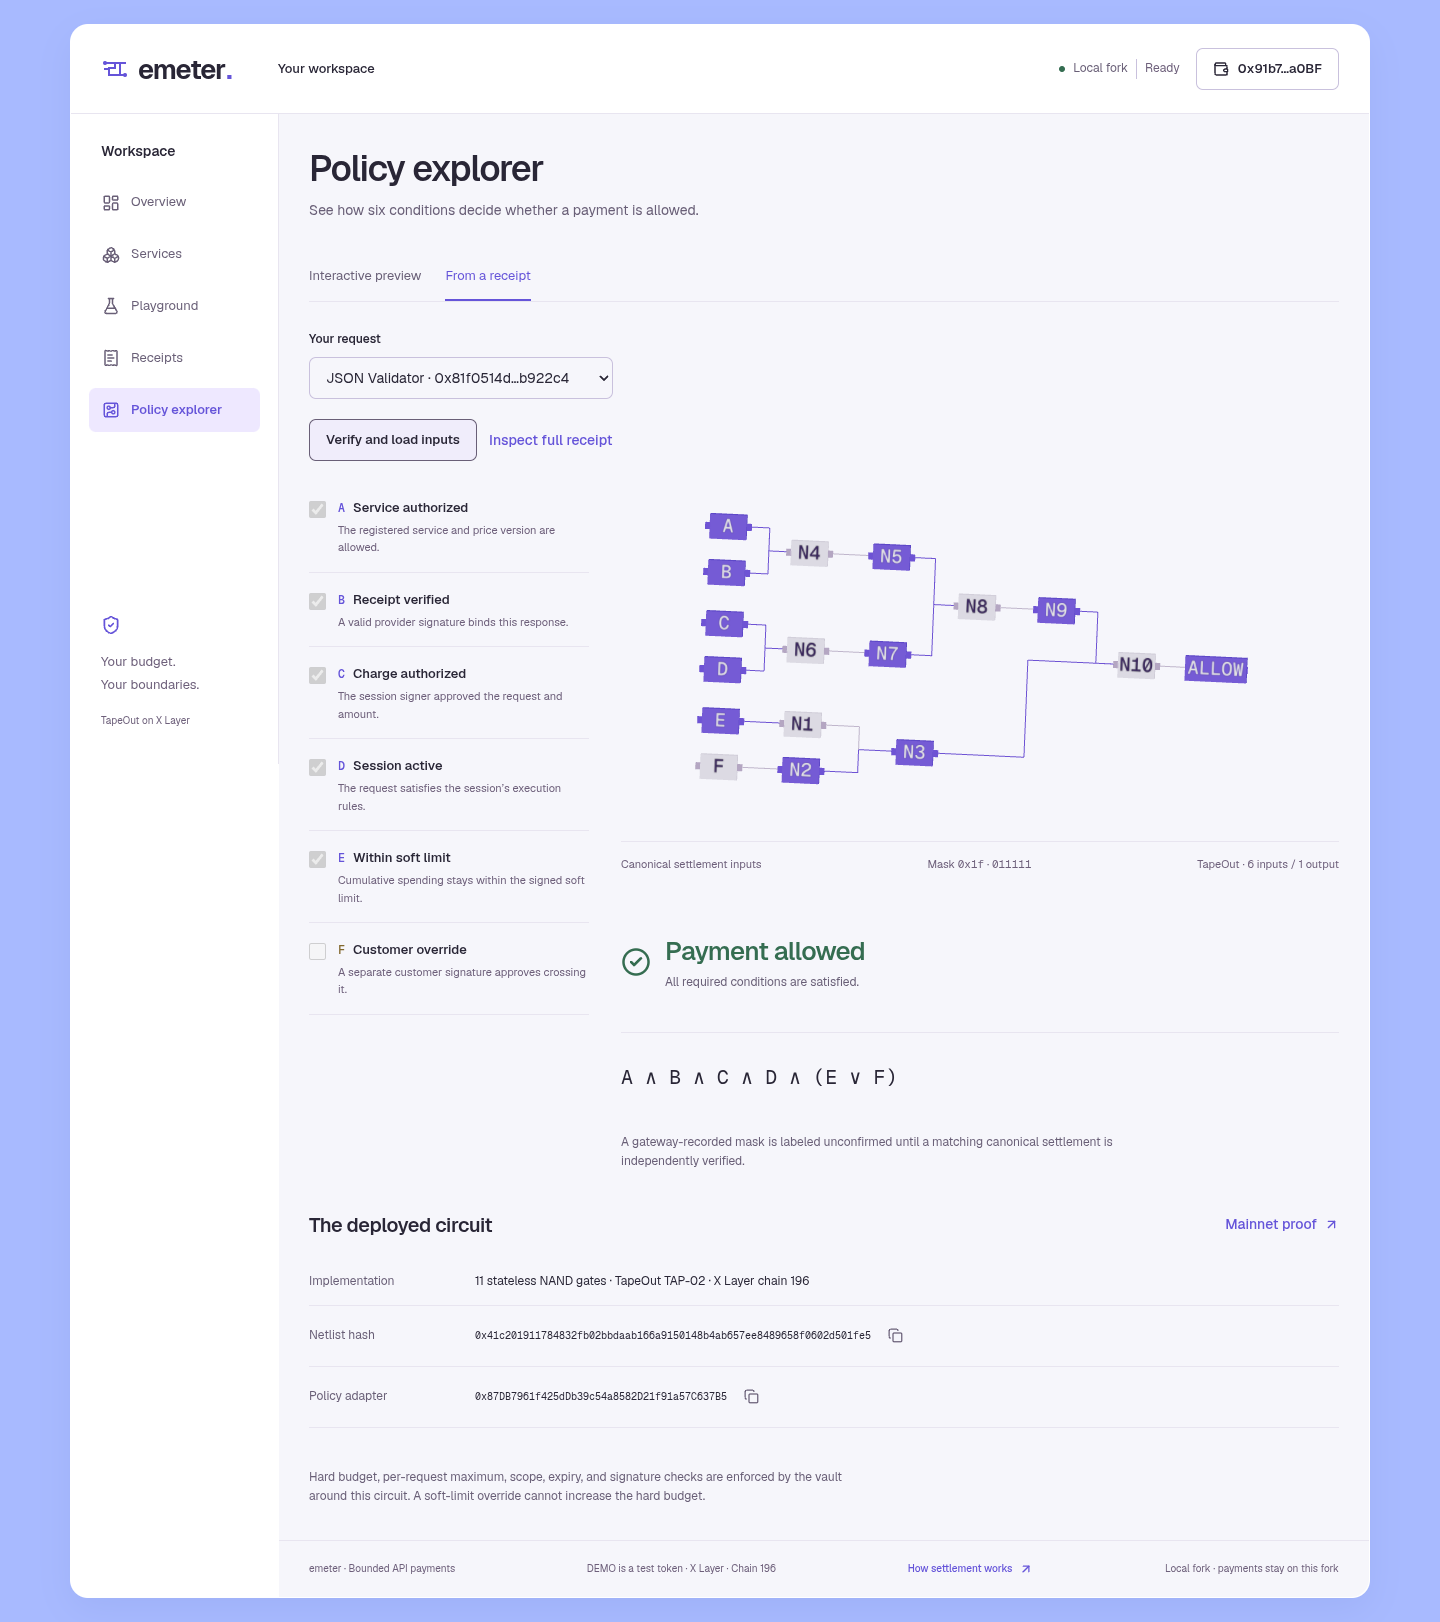 emeter.
Your workspace
Local fork
Ready
0x91b7...a0BF
Workspace
Overview
Services
Playground
Receipts
Policy explorer
Your budget.
Your boundaries.
TapeOut on X Layer
Policy explorer
See how six conditions decide whether a payment is allowed.
Interactive preview
From a receipt
Your request
JSON Validator · 0x81f0514d...b922c4
Verify and load inputs
Inspect full receipt
A Service authorized
The registered service and price version are
allowed.
B Receipt verified
A valid provider signature binds this response.
C Charge authorized
The session signer approved the request and
amount.
D Session active
The request satisfies the session's execution
rules.
E Within soft limit
Cumulative spending stays within the signed soft
limit.
F Customer override
A separate customer signature approves crossing
it.
A
B
C
D
E
F
N4
N5
N6
N7
N1
N2
N3
N8
N9
N10
ALLOW
Canonical settlement inputs
Mask 0x1f · 011111
TapeOut · 6 inputs / 1 output
Payment allowed
All required conditions are satisfied.
A ∧ B ∧ C ∧ D ∧ (E ∨ F)
A gateway-recorded mask is labeled unconfirmed until a matching canonical settlement is
independently verified.
The deployed circuit
Mainnet proof
Implementation
11 stateless NAND gates · TapeOut TAP-02 · X Layer chain 196
Netlist hash
0x41c201911784832fb02bbdaab166a9150148b4ab657ee8489658f0602d501fe5
Policy adapter
0x87DB7961f425dDb39c54a8582D21f91a57C637B5
Hard budget, per-request maximum, scope, expiry, and signature checks are enforced by the vault
around this circuit. A soft-limit override cannot increase the hard budget.
emeter · Bounded API payments
DEMO is a test token · X Layer · Chain 196
How settlement works
Local fork · payments stay on this fork